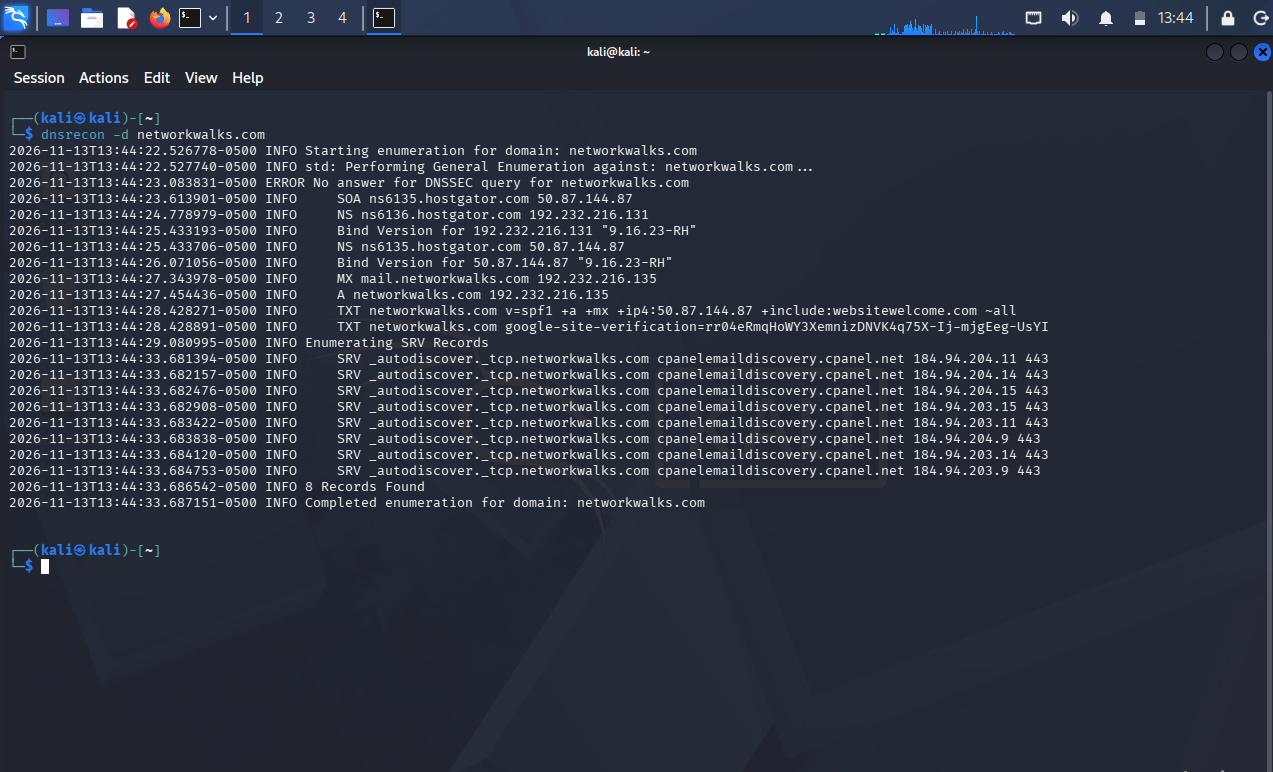 1 2 3 4 13:44
kali@kali: ~
Session Actions Edit View Help
┌──(kali㉿kali)-[~]
└─$ dnsrecon -d networkwalks.com
2026-11-13T13:44:22.526778-0500 INFO Starting enumeration for domain: networkwalks.com
2026-11-13T13:44:22.527740-0500 INFO std: Performing General Enumeration against: networkwalks.com...
2026-11-13T13:44:23.083831-0500 ERROR No answer for DNSSEC query for networkwalks.com
2026-11-13T13:44:23.613901-0500 INFO SOA ns6135.hostgator.com 50.87.144.87
2026-11-13T13:44:24.778979-0500 INFO NS ns6136.hostgator.com 192.232.216.131
2026-11-13T13:44:25.433193-0500 INFO Bind Version for 192.232.216.131 "9.16.23-RH"
2026-11-13T13:44:25.433706-0500 INFO NS ns6135.hostgator.com 50.87.144.87
2026-11-13T13:44:26.071056-0500 INFO Bind Version for 50.87.144.87 "9.16.23-RH"
2026-11-13T13:44:27.343978-0500 INFO MX mail.networkwalks.com 192.232.216.135
2026-11-13T13:44:27.454436-0500 INFO A networkwalks.com 192.232.216.135
2026-11-13T13:44:28.428271-0500 INFO TXT networkwalks.com v=spf1 +a +mx +ip4:50.87.144.87 +include:websitewelcome.com ~all
2026-11-13T13:44:28.428891-0500 INFO TXT networkwalks.com google-site-verification=rr04eRmqHoWY3XemnizDNVK4q75X-Ij-mjgEeg-UsYI
2026-11-13T13:44:29.080995-0500 INFO Enumerating SRV Records
2026-11-13T13:44:33.681394-0500 INFO SRV _autodiscover._tcp.networkwalks.com cpanelemaildiscovery.cpanel.net 184.94.204.11 443
2026-11-13T13:44:33.682157-0500 INFO SRV _autodiscover._tcp.networkwalks.com cpanelemaildiscovery.cpanel.net 184.94.204.14 443
2026-11-13T13:44:33.682476-0500 INFO SRV _autodiscover._tcp.networkwalks.com cpanelemaildiscovery.cpanel.net 184.94.204.15 443
2026-11-13T13:44:33.682908-0500 INFO SRV _autodiscover._tcp.networkwalks.com cpanelemaildiscovery.cpanel.net 184.94.203.15 443
2026-11-13T13:44:33.683422-0500 INFO SRV _autodiscover._tcp.networkwalks.com cpanelemaildiscovery.cpanel.net 184.94.203.11 443
2026-11-13T13:44:33.683838-0500 INFO SRV _autodiscover._tcp.networkwalks.com cpanelemaildiscovery.cpanel.net 184.94.204.9 443
2026-11-13T13:44:33.684120-0500 INFO SRV _autodiscover._tcp.networkwalks.com cpanelemaildiscovery.cpanel.net 184.94.203.14 443
2026-11-13T13:44:33.684753-0500 INFO SRV _autodiscover._tcp.networkwalks.com cpanelemaildiscovery.cpanel.net 184.94.203.9 443
2026-11-13T13:44:33.686542-0500 INFO 8 Records Found
2026-11-13T13:44:33.687151-0500 INFO Completed enumeration for domain: networkwalks.com
┌──(kali㉿kali)-[~]
└─$